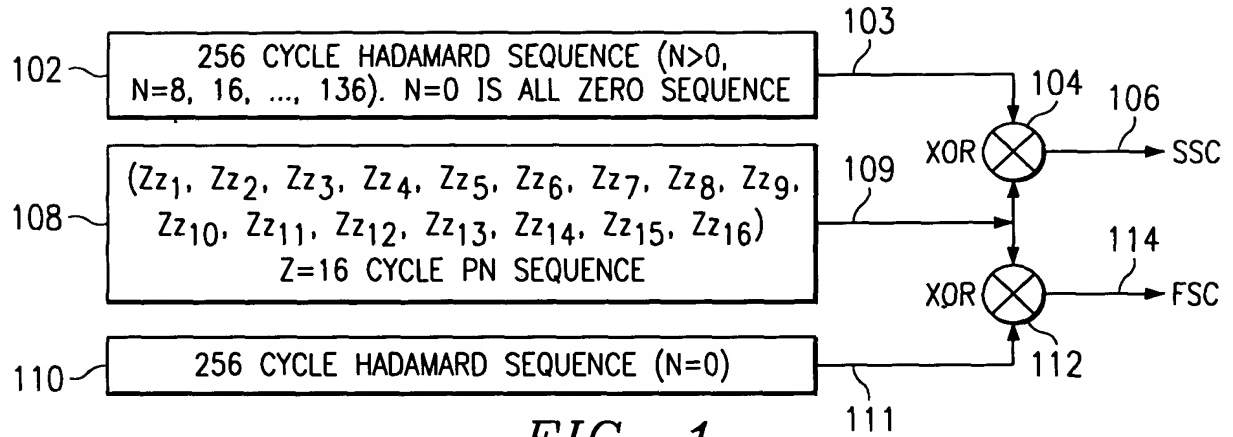 102
256 CYCLE HADAMARD SEQUENCE (N>0,
N=8, 16, ..., 136). N=0 IS ALL ZERO SEQUENCE
103
104
XOR
106
SSC
108
(Zz1, Zz2, Zz3, Zz4, Zz5, Zz6, Zz7, Zz8, Zz9,
Zz10, Zz11, Zz12, Zz13, Zz14, Zz15, Zz16)
Z=16 CYCLE PN SEQUENCE
109
XOR
114
FSC
112
110
256 CYCLE HADAMARD SEQUENCE (N=0)
111
FIG. 1